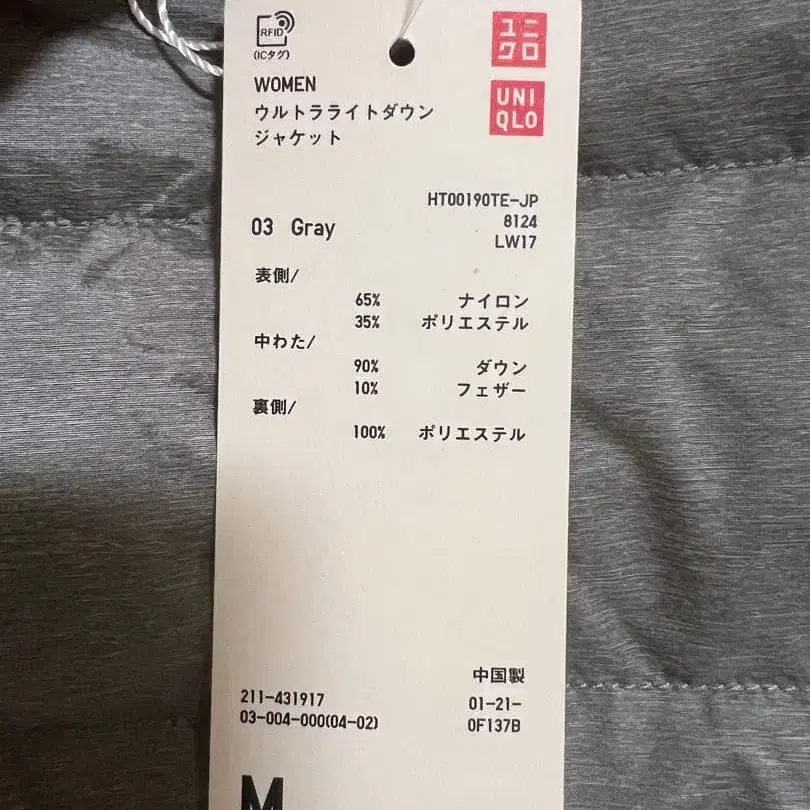 RFID
(ICタグ)
ユニ
クロ
UNI
QLO
WOMEN
ウルトラライトダウン
ジャケット
HT00190TE-JP
8124
LW17
03 Gray
表側/
65% ナイロン
35% ポリエステル
中わた/
90% ダウン
10% フェザー
裏側/
100% ポリエステル
中国製
211-431917 01-21-
03-004-000(04-02) 0F137B
M